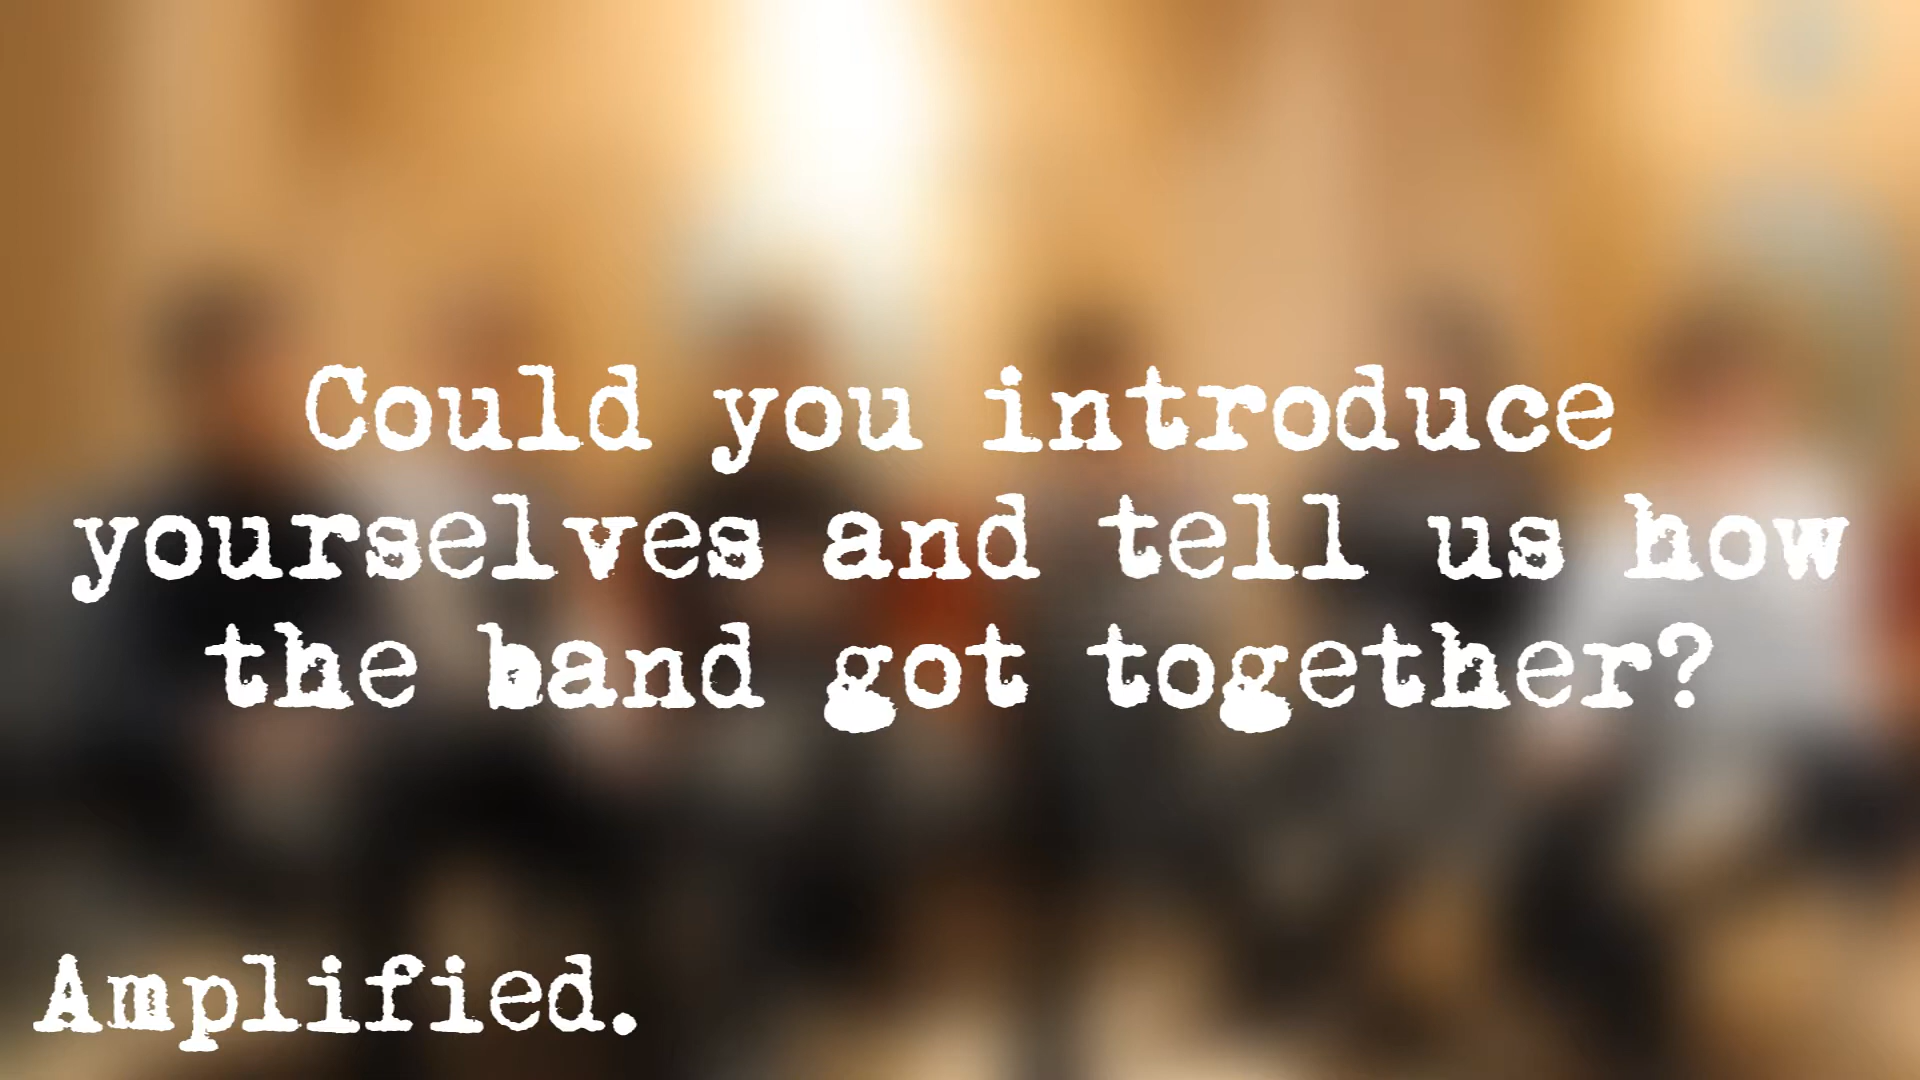 Could you introduce
yourselves and tell us how
the band got together?
Amplified.